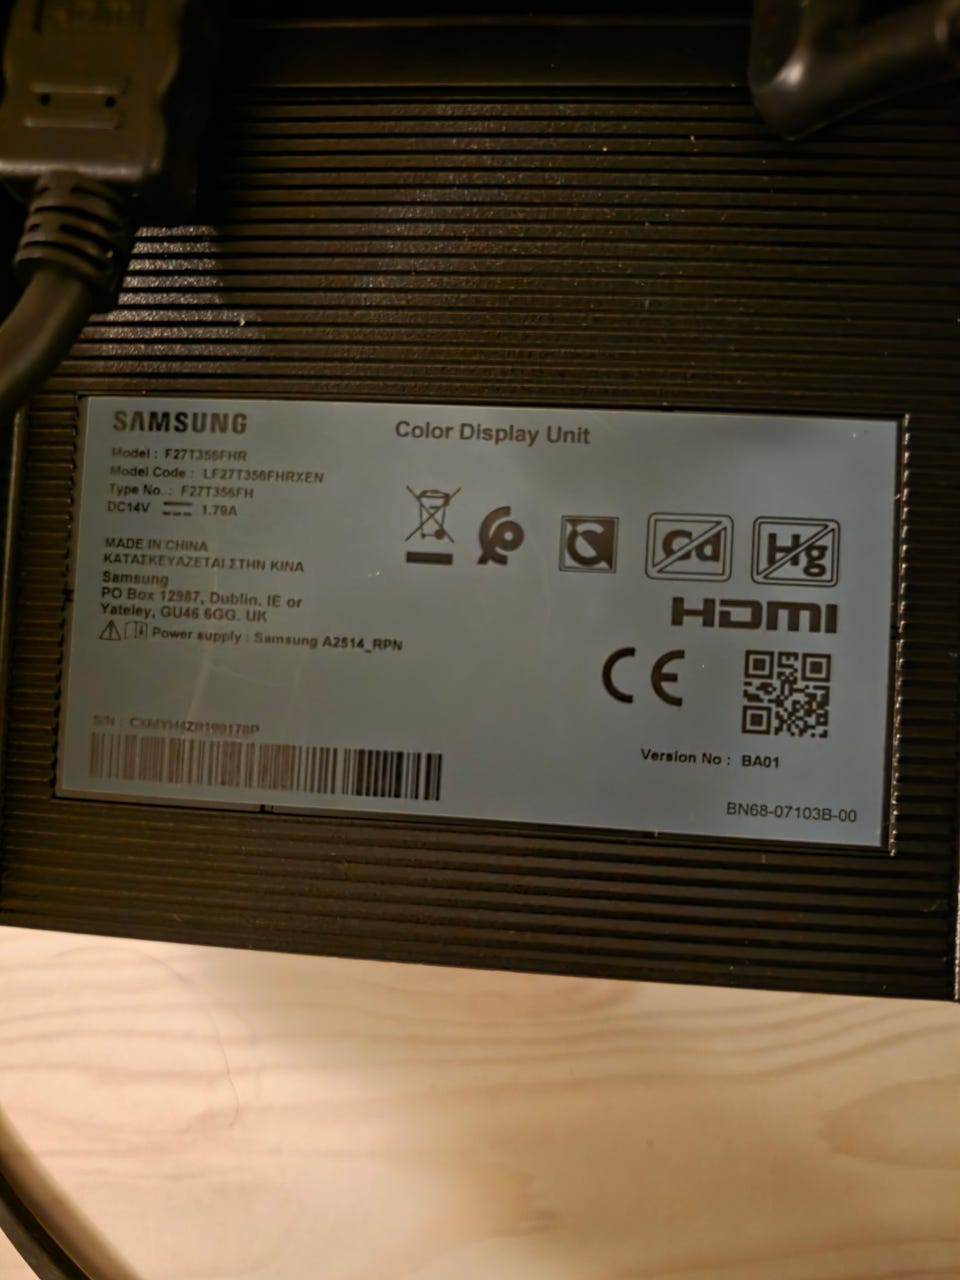 SAMSUNG
Color Display Unit
Model : F27T356FHR
Model Code : LF27T356FHRXEN
Type No. : F27T356FH
DC14V 1.79A
MADE IN CHINA
ΚΑΤΑΣΚΕΥΑΖΕΤΑΙ ΣΤΗΝ ΚΙΝΑ
Samsung
PO Box 12987, Dublin, IE or
Yateley, GU46 6GG. UK
Power supply : Samsung A2514_RPN
Cd
Hg
HDMI
CE
S/N :
Version No : BA01
BN68-07103B-00